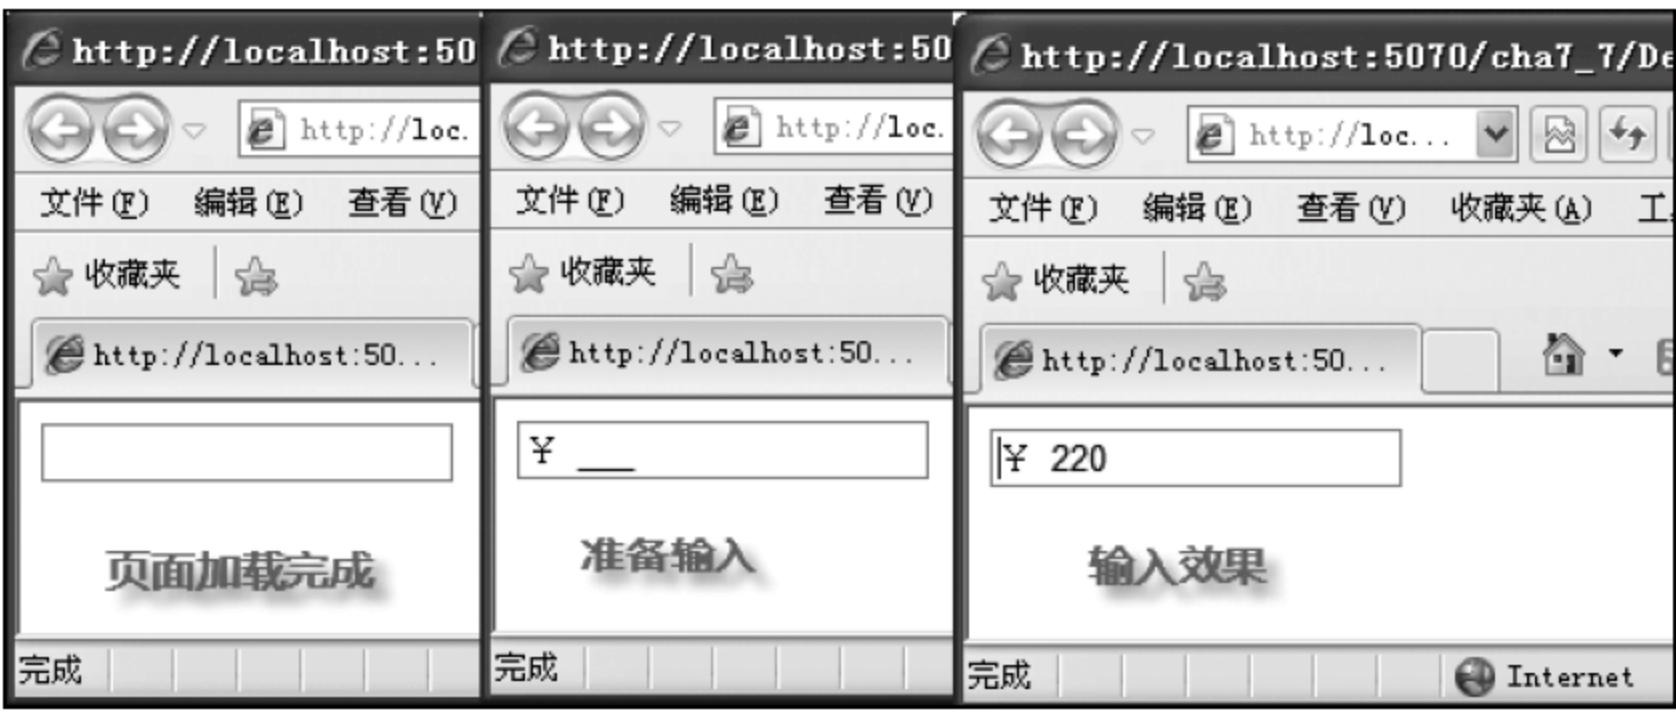 http://localhost:50
http://loc.
文件(F) 编辑(E) 查看(V)
收藏夹
http://localhost:50...
页面加载完成
完成
http://localhost:50
http://loc.
文件(F) 编辑(E) 查看(V)
收藏夹
http://localhost:50...
¥ ___
准备输入
完成
http://localhost:5070/cha7_7/De
http://loc...
文件(F) 编辑(E) 查看(V) 收藏夹(A) 工
收藏夹
http://localhost:50...
¥ 220
输入效果
完成 Internet